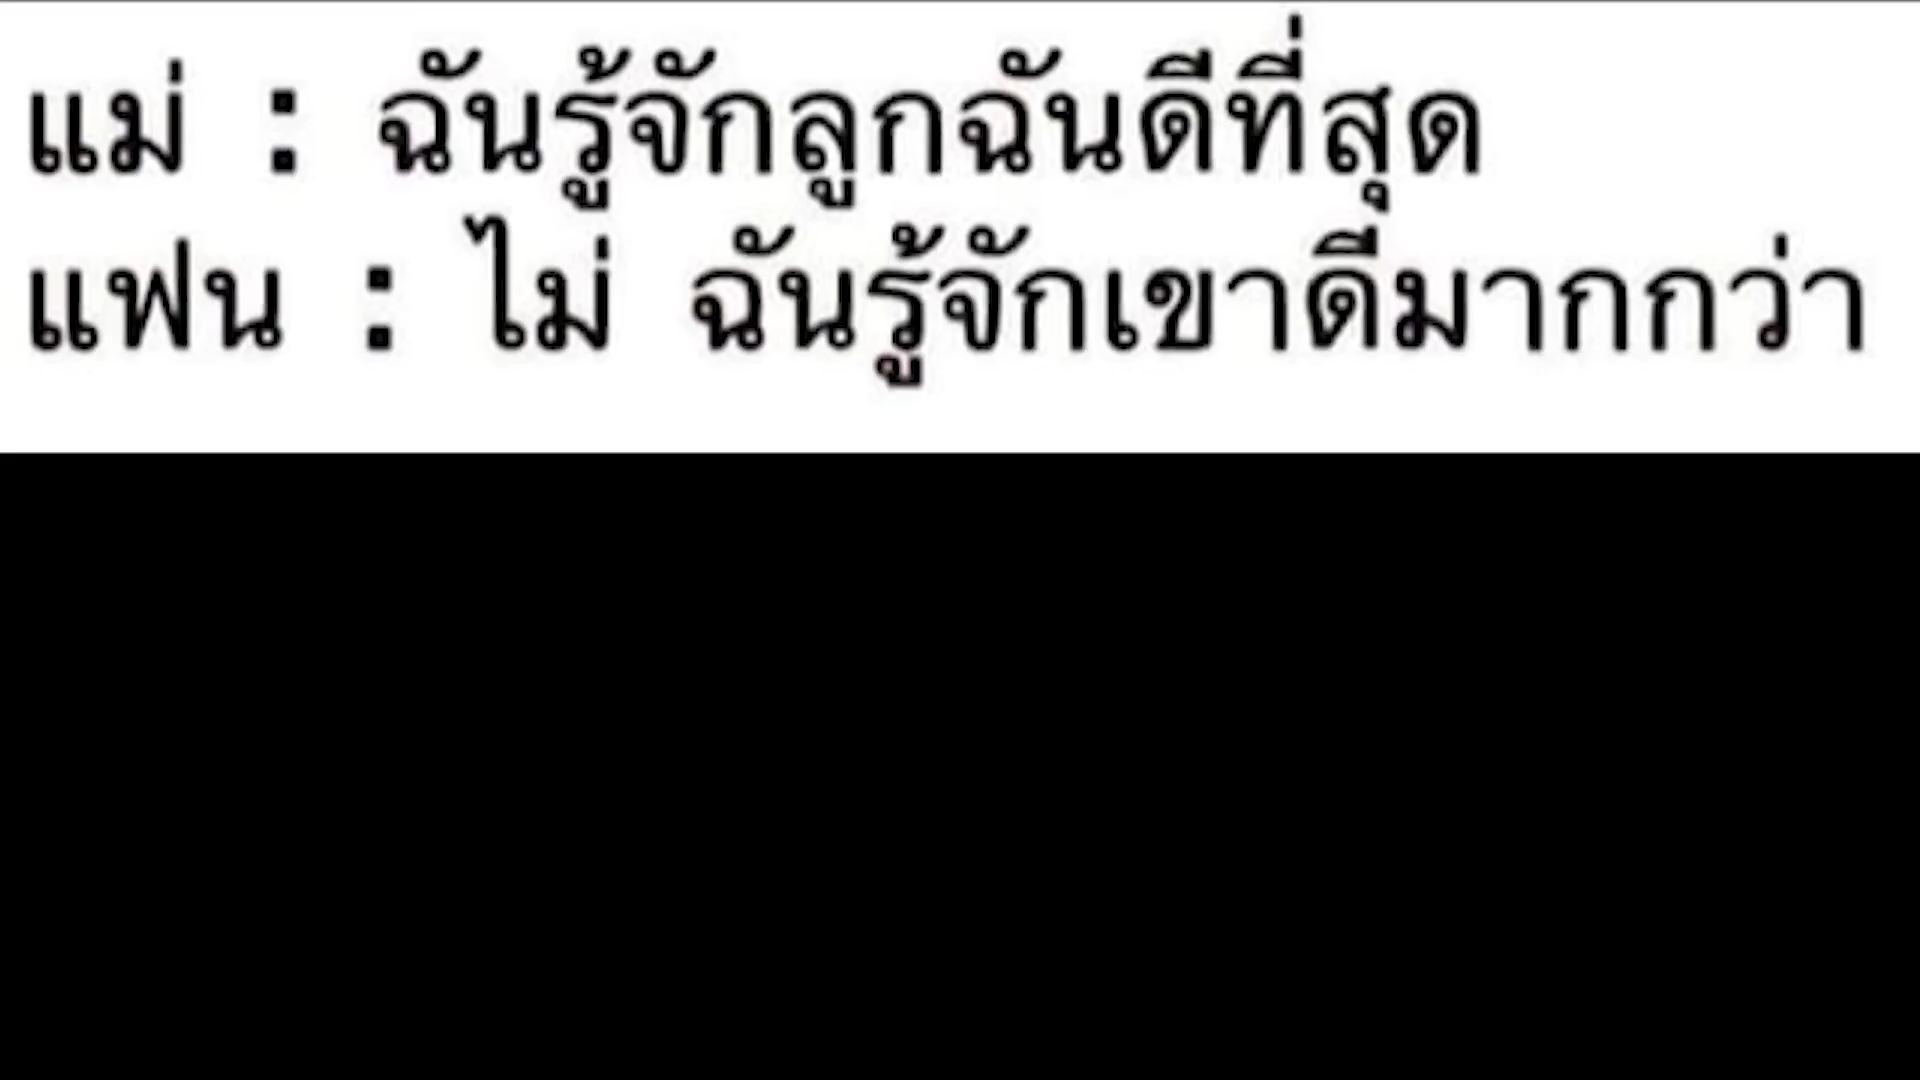 แม่ : ฉันรู้จักลูกฉันดีที่สุด
แฟน : ไม่ ฉันรู้จักเขาดีมากกว่า